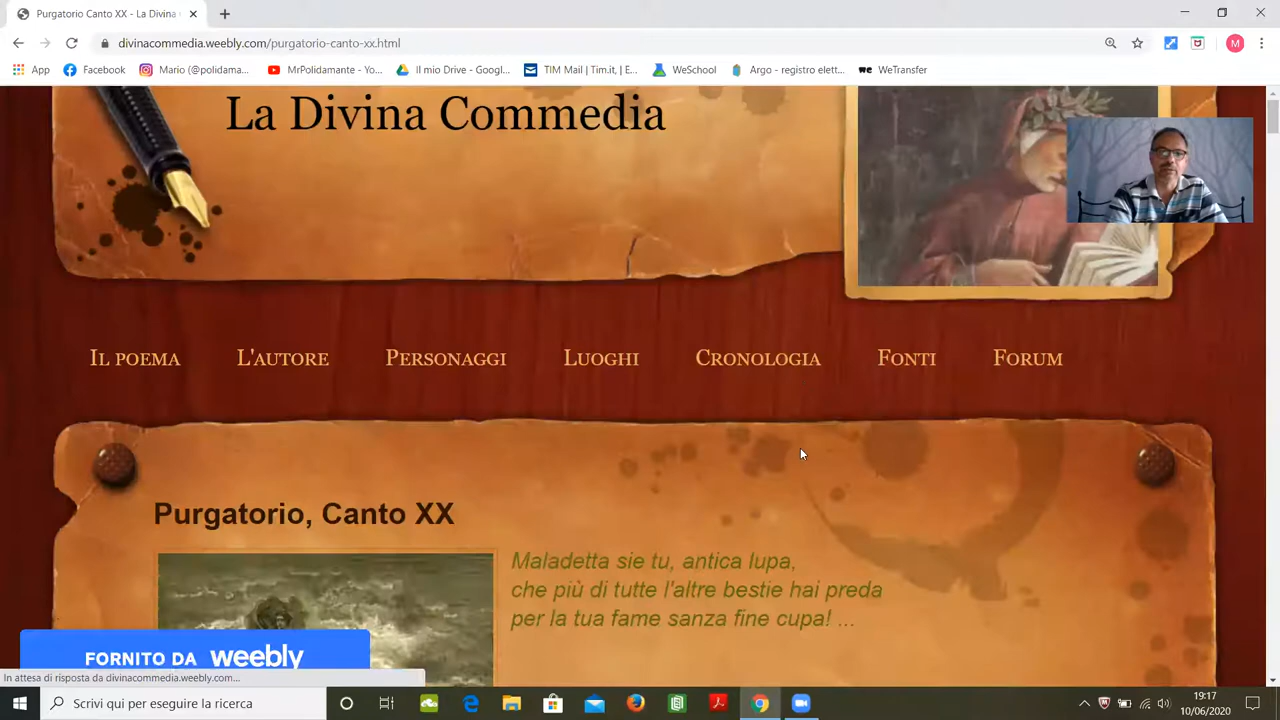 Purgatorio Canto XX - La Divina
divinacommedia.weebly.com/purgatorio-canto-xx.html
M
App
Facebook
Mario (@polidama...
MrPolidamante - Yo...
Il mio Drive - Googl...
TIM Mail | Tim.it, | E...
WeSchool
Argo - registro elett...
we
WeTransfer
La Divina Commedia
Il poema
L'autore
Personaggi
Luoghi
Cronologia
Fonti
Forum
Purgatorio, Canto XX
Maladetta sie tu, antica lupa,
che più di tutte l'altre bestie hai preda
per la tua fame sanza fine cupa! ...
FORNITO DA weebly
In attesa di risposta da divinacommedia.weebly.com...
Scrivi qui per eseguire la ricerca
19:17
10/06/2020